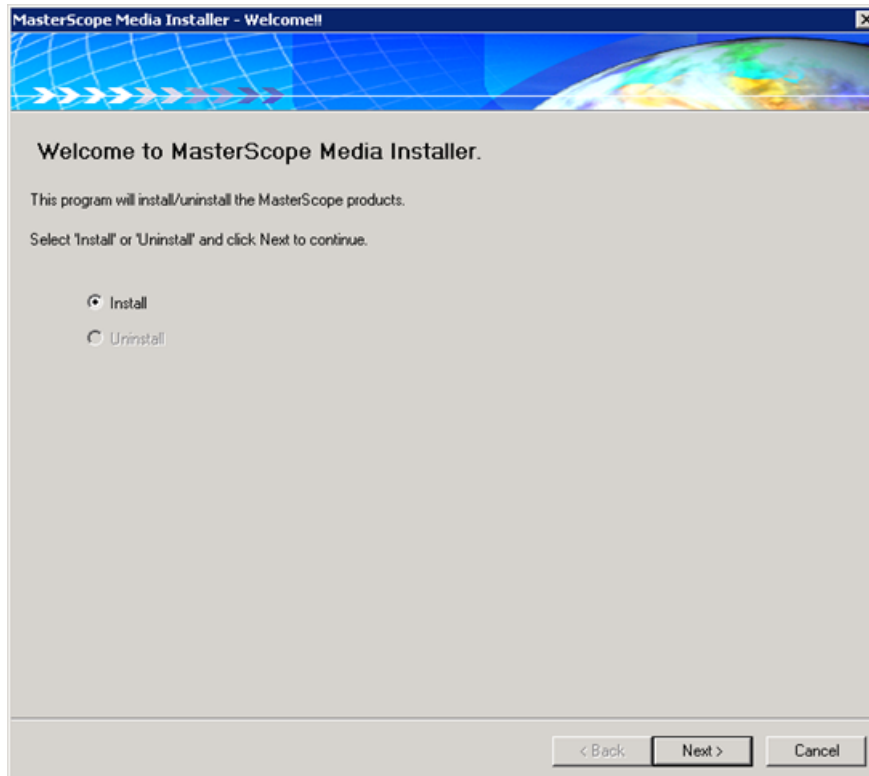 MasterScope Media Installer - Welcome!!
Welcome to MasterScope Media Installer.
This program will install/uninstall the MasterScope products.
Select 'Install' or 'Uninstall' and click Next to continue.
Install
Uninstall
< Back
Next >
Cancel